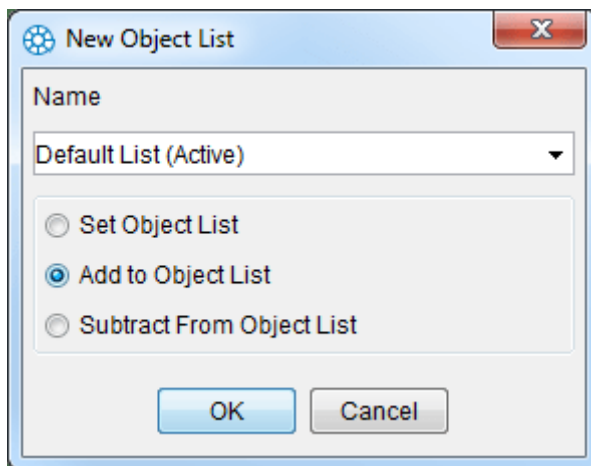 New Object List
Name
Default List (Active)
Set Object List
Add to Object List
Subtract From Object List
OK Cancel